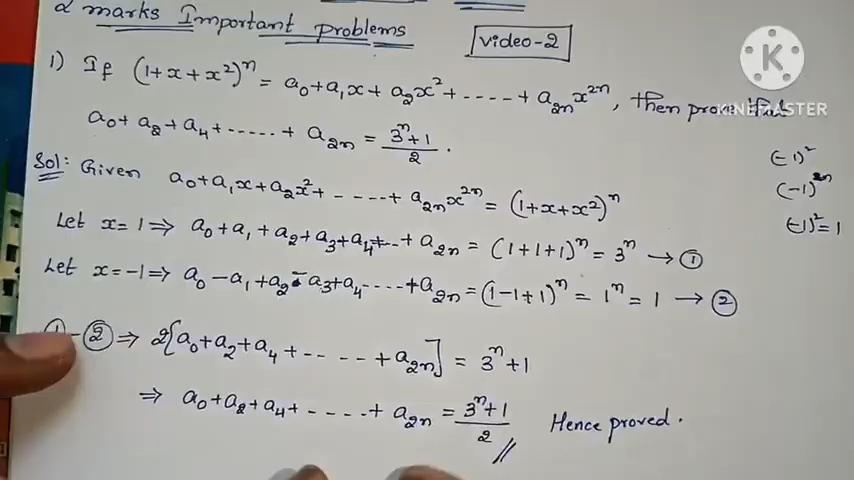 2 marks Important problems
video-2
K
KINEMASTER
1) If (1+x+x²)ⁿ = a₀+a₁x+a₂x²+-----+a₂ₙx²ⁿ, then prove that
a₀+a₂+a₄+-----+a₂ₙ = (3ⁿ+1)/2.
(-1)²
(-1)²ⁿ
(-1)²=1
Sol: Given a₀+a₁x+a₂x²+-----+a₂ₙx²ⁿ = (1+x+x²)ⁿ
Let x=1 ⇒ a₀+a₁+a₂+a₃+a₄+--+a₂ₙ = (1+1+1)ⁿ = 3ⁿ → ①
Let x=-1 ⇒ a₀-a₁+a₂-a₃+a₄----+a₂ₙ = (1-1+1)ⁿ = 1ⁿ = 1 → ②
①-② ⇒ 2[a₀+a₂+a₄+-----+a₂ₙ] = 3ⁿ+1
⇒ a₀+a₂+a₄+-----+a₂ₙ = (3ⁿ+1)/2 // Hence proved.